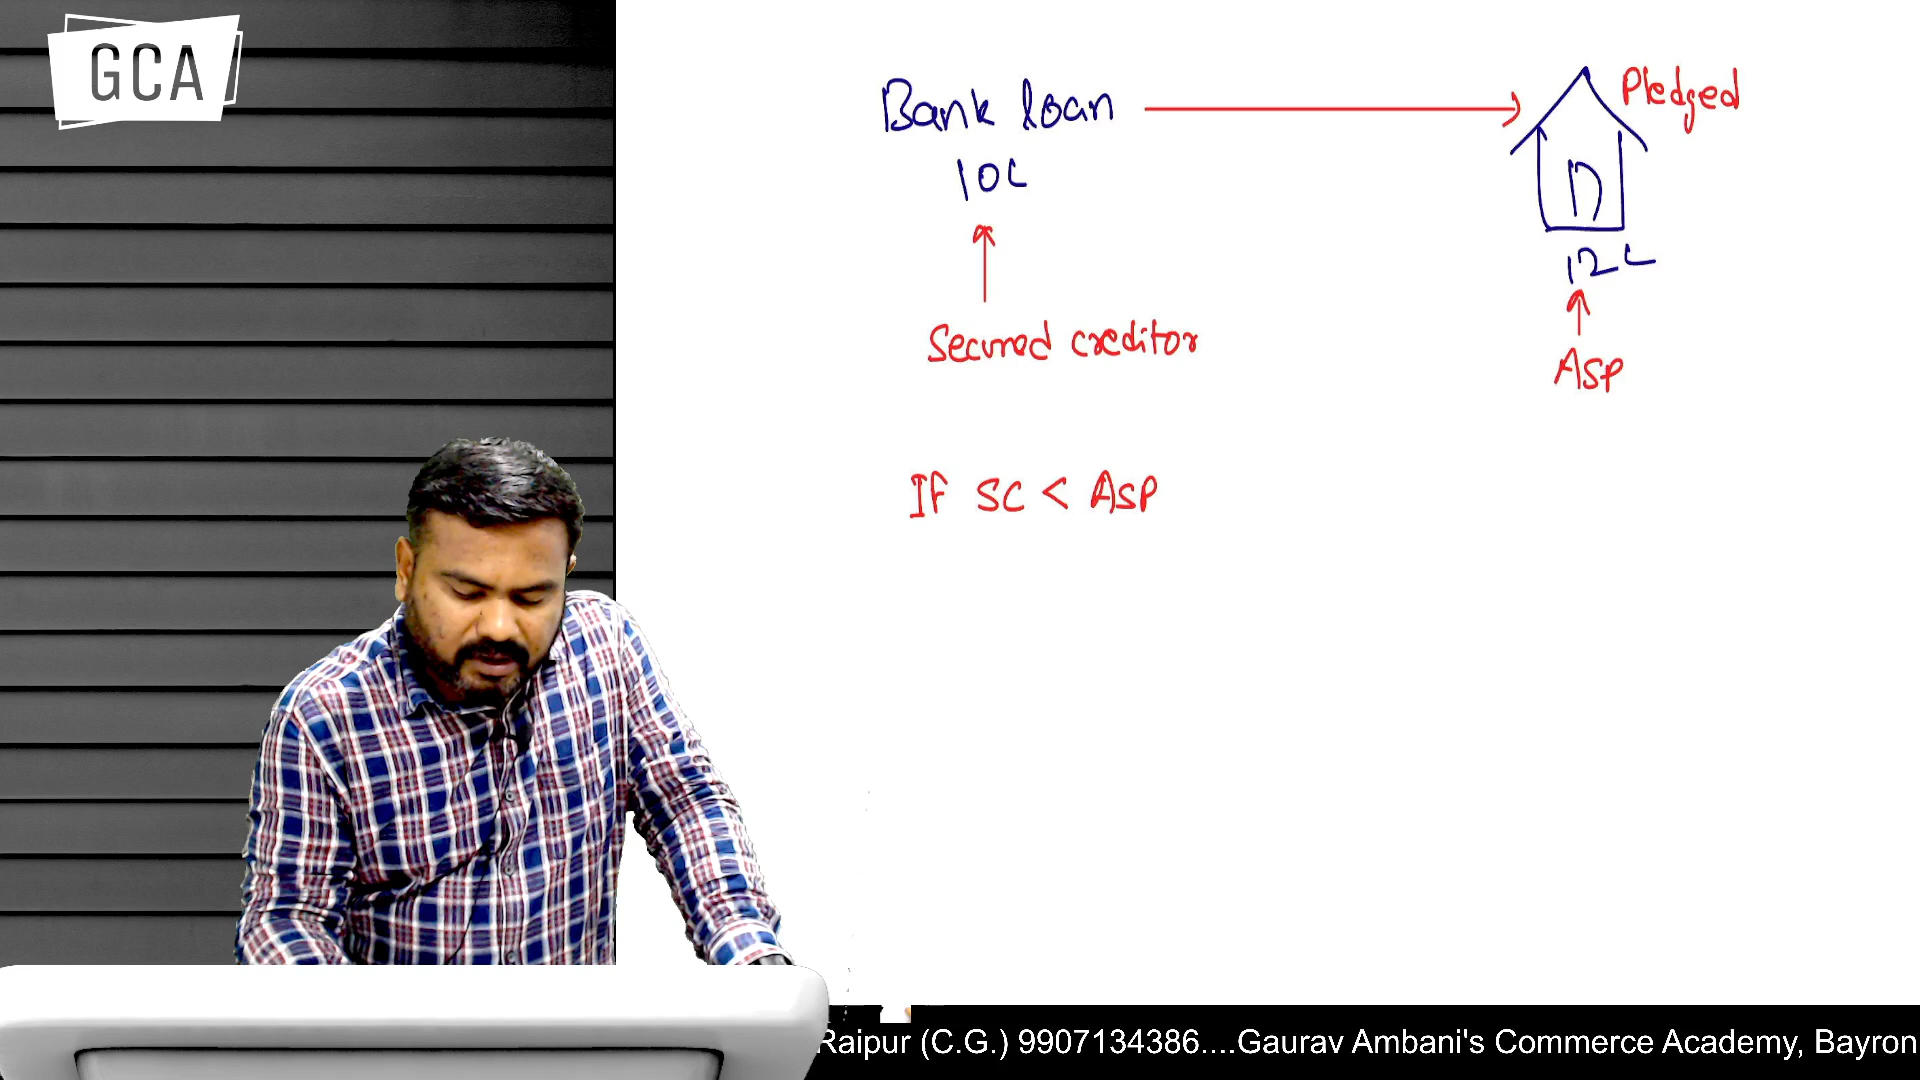 GCA
Bank loan
Pledged
10L
12L
Secured creditor
ASP
If SC < ASP
Raipur (C.G.) 9907134386....Gaurav Ambani's Commerce Academy, Bayron